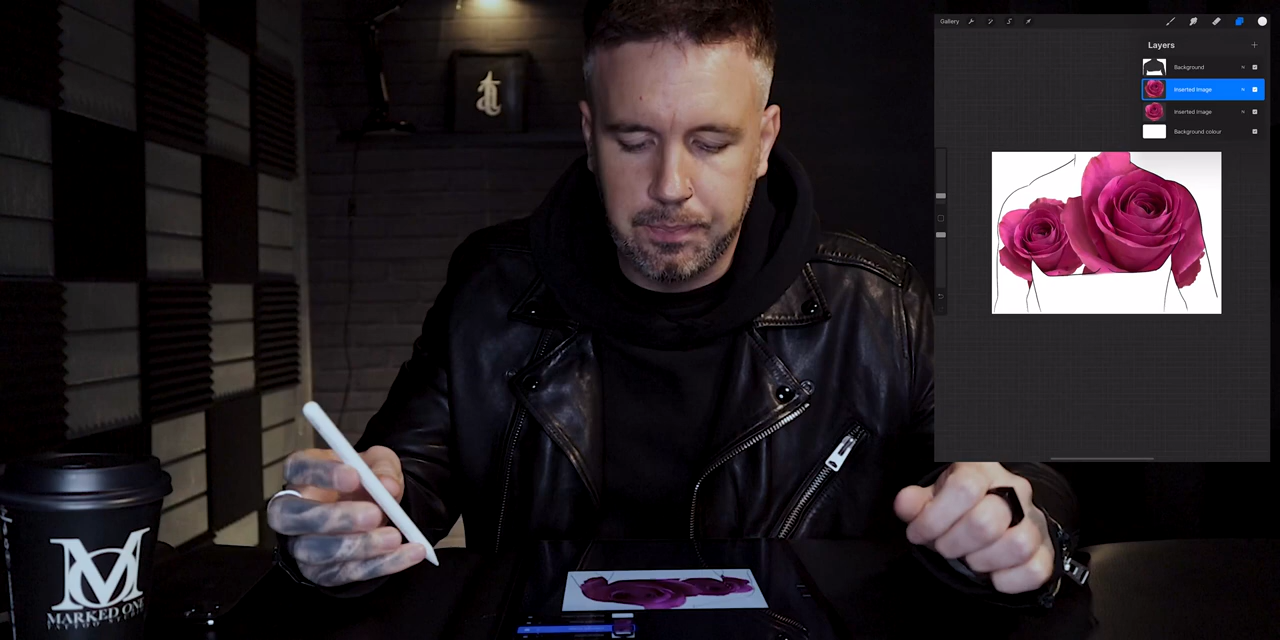 Gallery
Layers
Background N
Inserted Image N
Inserted Image N
Background colour
M
MARKED ONE